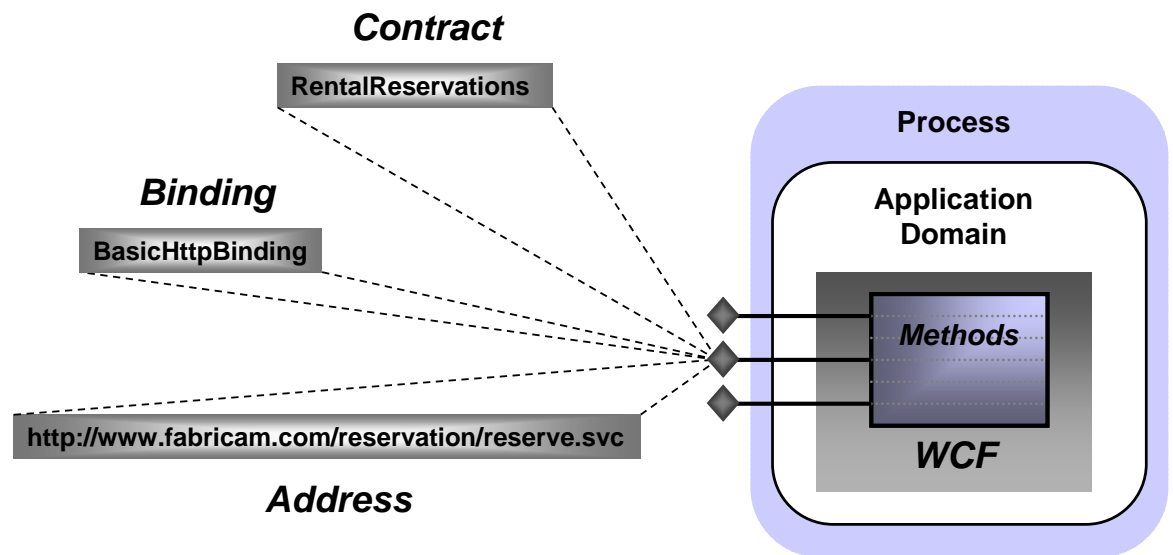 Contract
RentalReservations
Process
Binding
Application
Domain
BasicHttpBinding
Methods
http://www.fabricam.com/reservation/reserve.svc
WCF
Address